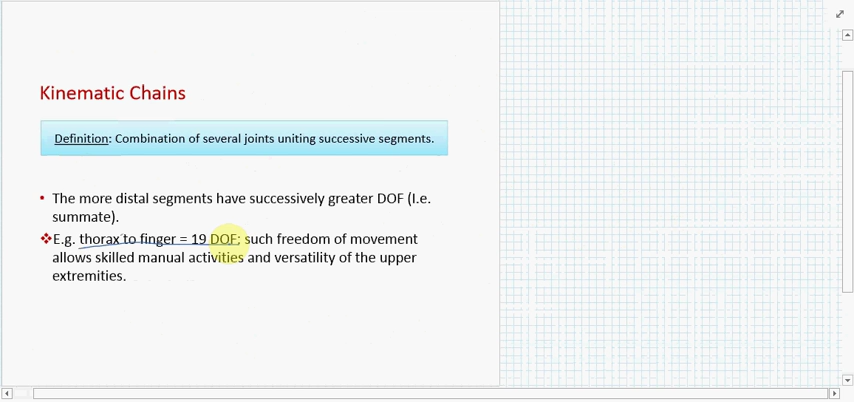 Kinematic Chains
Definition: Combination of several joints uniting successive segments.
• The more distal segments have successively greater DOF (I.e.
summate).
❖E.g. thorax to finger = 19 DOF; such freedom of movement
allows skilled manual activities and versatility of the upper
extremities.